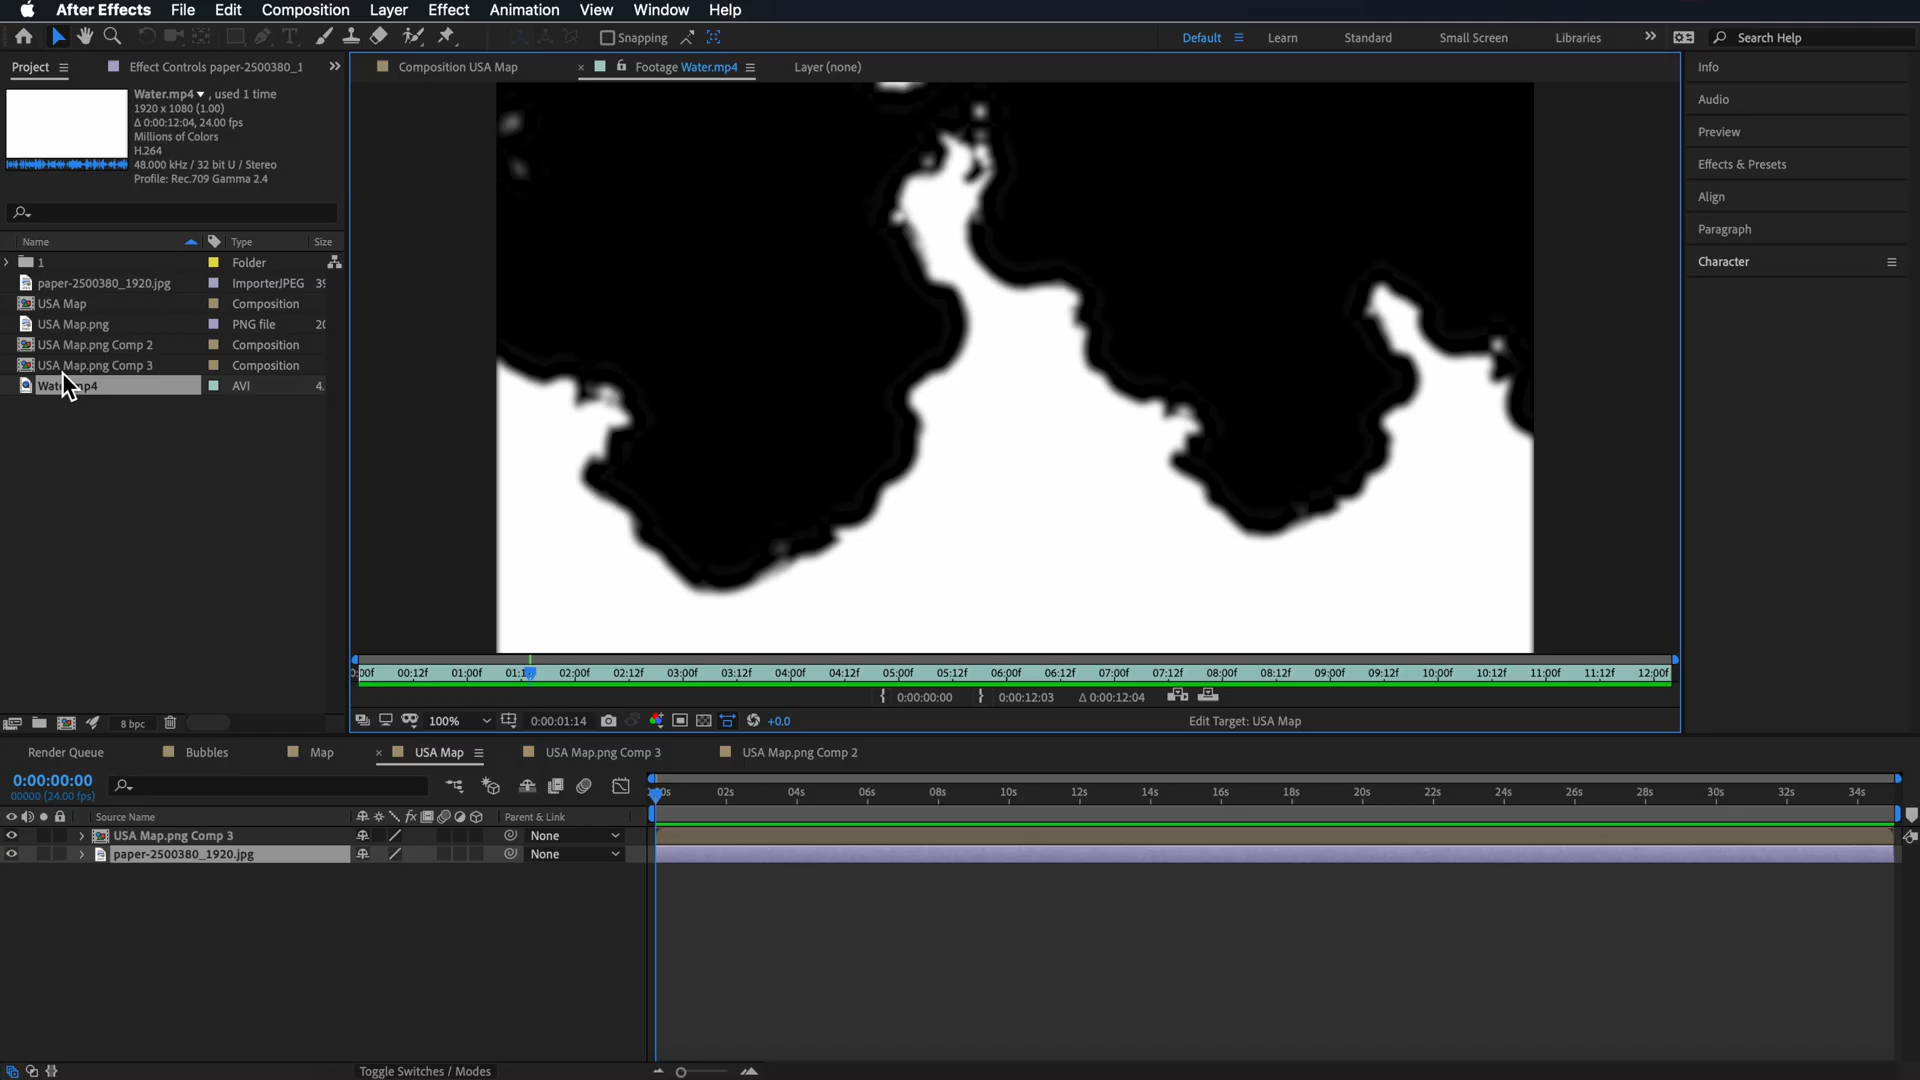 After Effects File Edit Composition Layer Effect Animation View Window Help
Snapping Default Learn Standard Small Screen Libraries Search Help
Project Effect Controls paper-2500380_1 Composition USA Map Footage Water.mp4 Layer (none) Info
Water.mp4 , used 1 time
1920 x 1080 (1.00)
Δ 0:00:12:04, 24.00 fps
Millions of Colors
H.264
48.000 kHz / 32 bit U / Stereo
Profile: Rec.709 Gamma 2.4
Audio
Preview
Effects & Presets
Align
Paragraph
Character
Name Type Size
1 Folder
paper-2500380_1920.jpg ImporterJPEG
USA Map Composition
USA Map.png PNG file 20
USA Map.png Comp 2 Composition
USA Map.png Comp 3 Composition
Water.mp4 AVI 4.
00f 00:12f 01:00f 02:00f 02:12f 03:00f 03:12f 04:00f 04:12f 05:00f 05:12f 06:00f 06:12f 07:00f 07:12f 08:00f 08:12f 09:00f 09:12f 10:00f 10:12f 11:00f 11:12f 12:00f
0:00:00:00 0:00:12:03 Δ 0:00:12:04
8 bpc 100% 0:00:01:14 +0.0 Edit Target: USA Map
Render Queue Bubbles Map USA Map USA Map.png Comp 3 USA Map.png Comp 2
0:00:00:00
00000 (24.00 fps)
02s 04s 06s 08s 10s 12s 14s 16s 18s 20s 22s 24s 26s 28s 30s 32s 34s
Source Name Parent & Link
USA Map.png Comp 3 None
paper-2500380_1920.jpg None
Toggle Switches / Modes